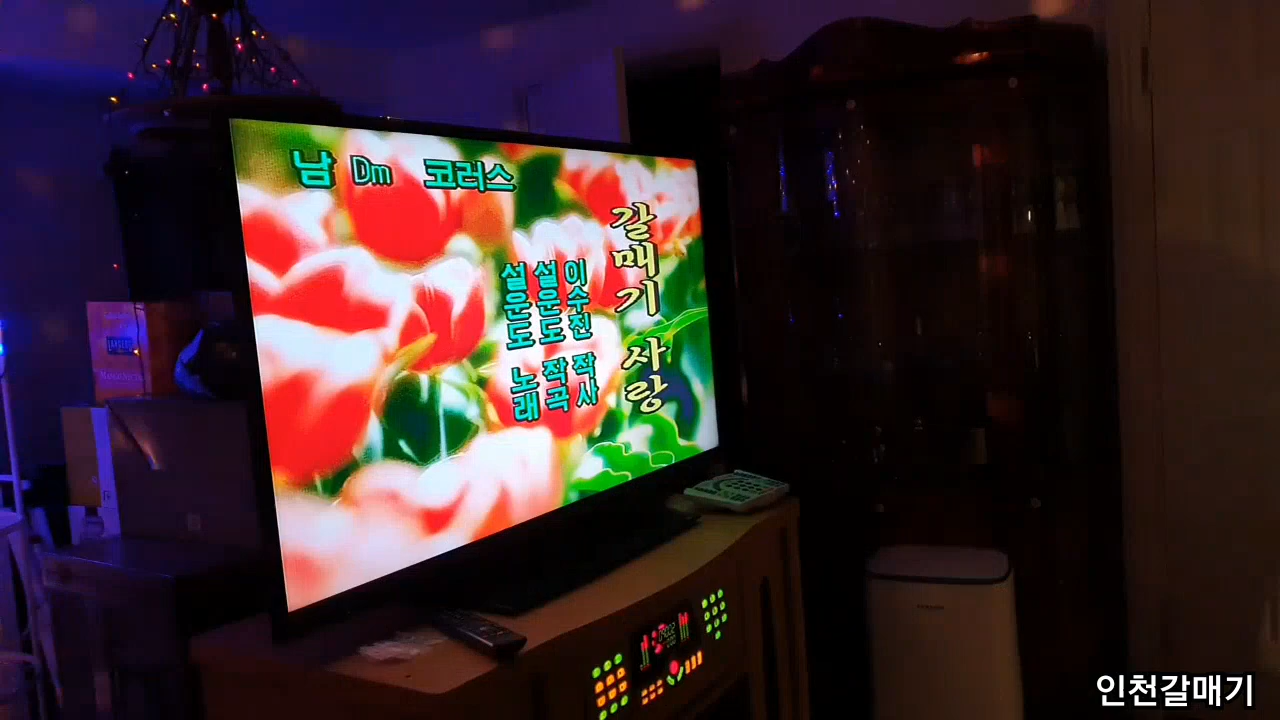 남 Dm 코러스
갈매기 사랑
이수진 작사
설운도 작곡
설운도 노래
인천갈매기